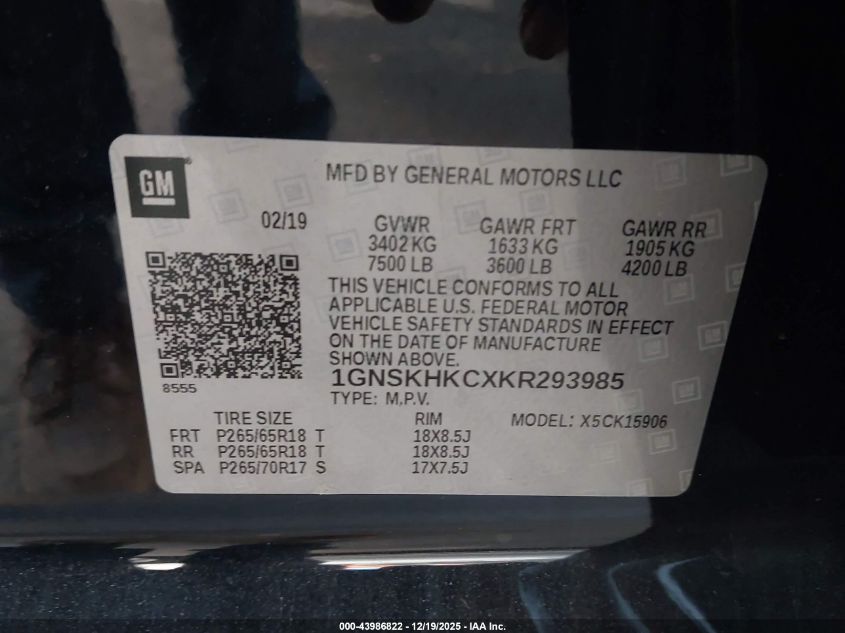 GM
MFD BY GENERAL MOTORS LLC
02/19
GVWR GAWR FRT GAWR RR
3402 KG 1633 KG 1905 KG
7500 LB 3600 LB 4200 LB
THIS VEHICLE CONFORMS TO ALL
APPLICABLE U.S. FEDERAL MOTOR
VEHICLE SAFETY STANDARDS IN EFFECT
ON THE DATE OF MANUFACTURE
SHOWN ABOVE.
8555
1GNSKHKCXKR293985
TYPE: M.P.V.
TIRE SIZE RIM MODEL: X5CK15906
FRT P265/65R18 T 18X8.5J
RR P265/65R18 T 18X8.5J
SPA P265/70R17 S 17X7.5J
000-43986822 - 12/19/2025 - IAA Inc.